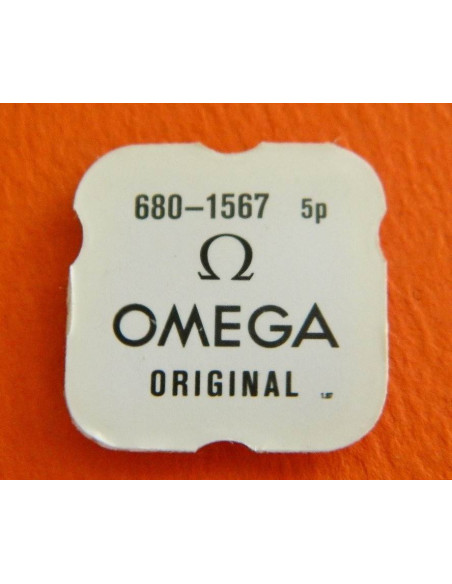 680–1567 5p
Ω
OMEGA
ORIGINAL